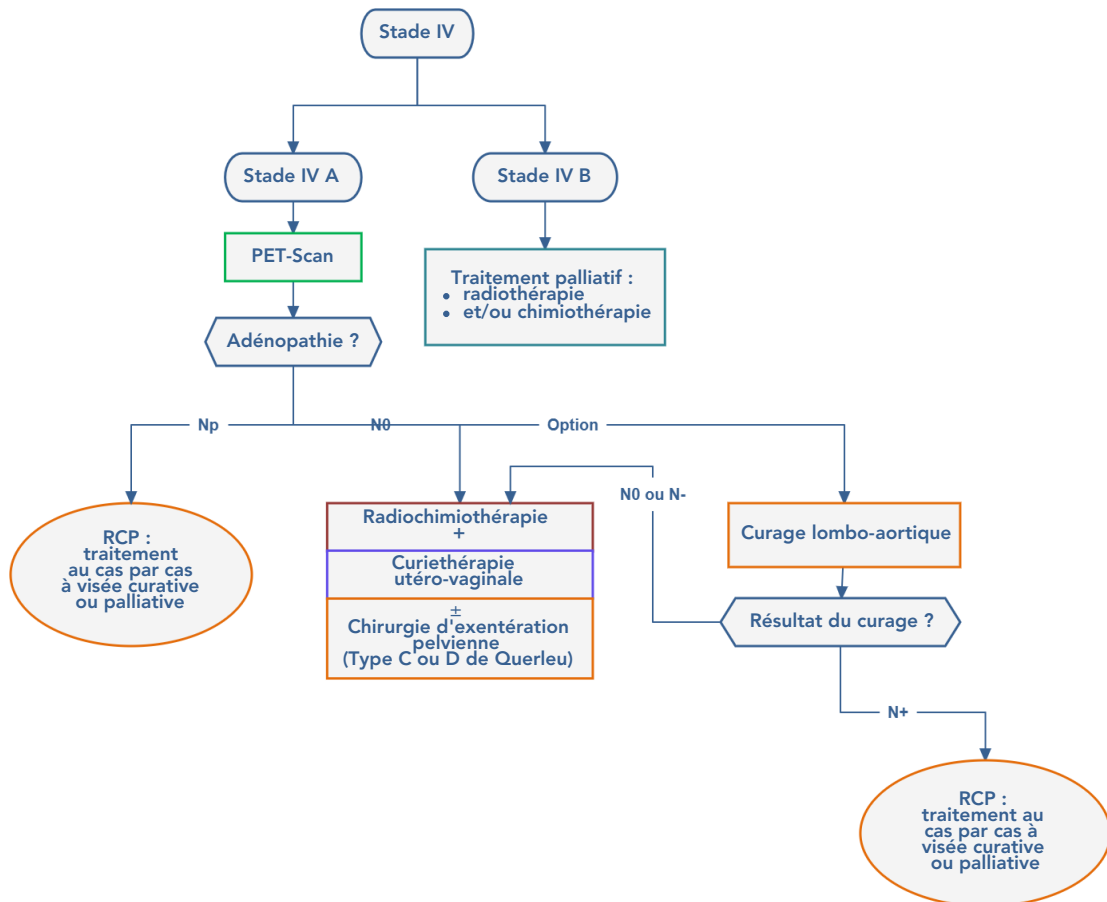 Stade IV
Stade IV A
Stade IV B
PET-Scan
Traitement palliatif :
• radiothérapie
• et/ou chimiothérapie
Adénopathie ?
Np
N0
Option
N0 ou N-
RCP :
traitement
au cas par cas
à visée curative
ou palliative
Radiochimiothérapie
+
Curiethérapie
utéro-vaginale
±
Chirurgie d'exentération
pelvienne
(Type C ou D de Querleu)
Curage lombo-aortique
Résultat du curage ?
N+
RCP :
traitement au
cas par cas à
visée curative
ou palliative